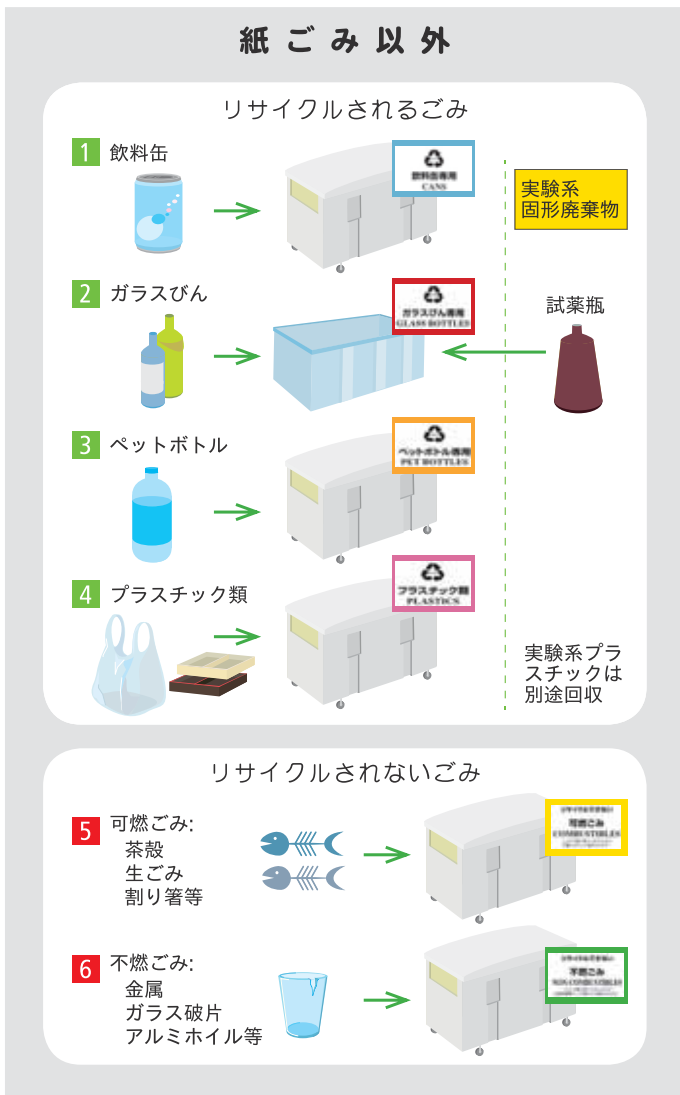 紙ごみ以外
リサイクルされるごみ
1 飲料缶
飲料缶専用
CANS
実験系
固形廃棄物
2 ガラスびん
ガラスびん専用
GLASS BOTTLES
試薬瓶
3 ペットボトル
ペットボトル専用
PET BOTTLES
4 プラスチック類
プラスチック類
PLASTICS
実験系プラ
スチックは
別途回収
リサイクルされないごみ
5 可燃ごみ:
茶殻
生ごみ
割り箸等
可燃ごみ
COMBUSTIBLES
6 不燃ごみ:
金属
ガラス破片
アルミホイル等
不燃ごみ
NON-COMBUSTIBLES